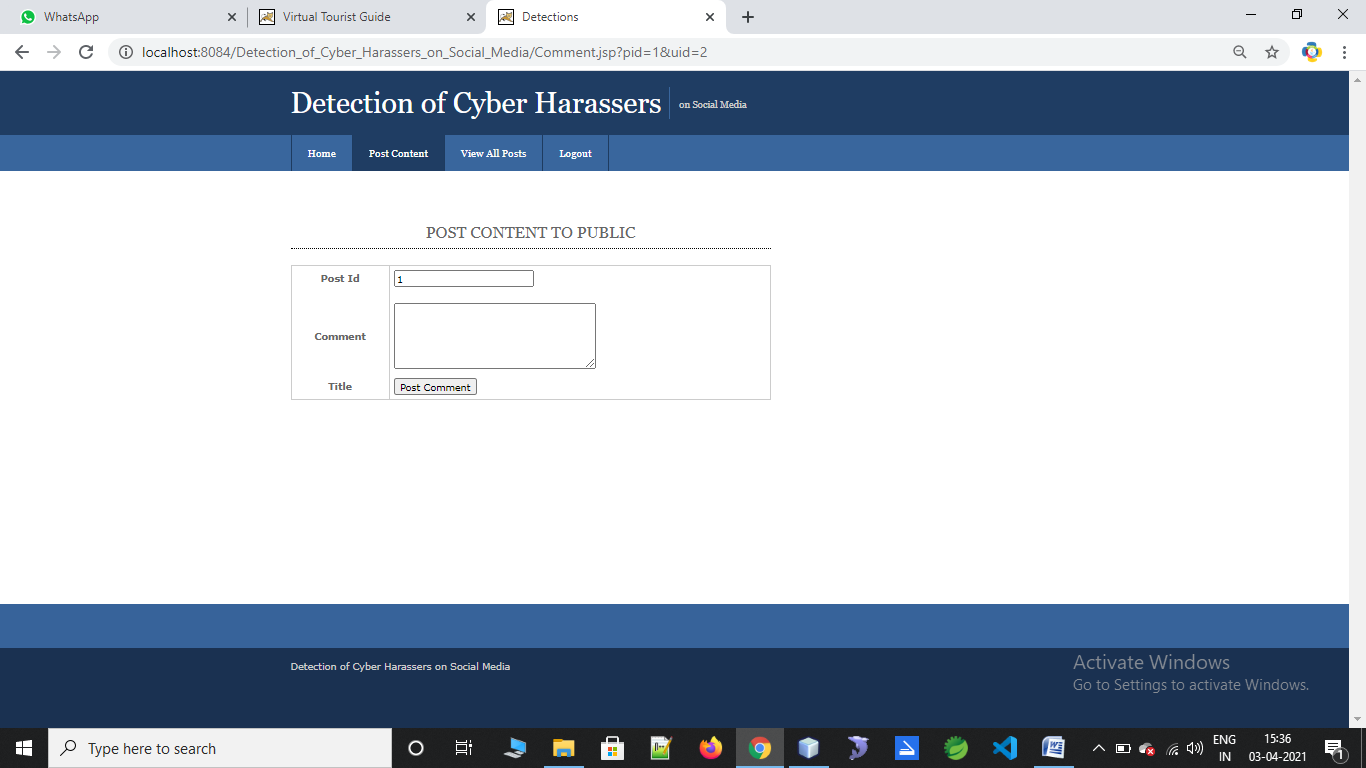 WhatsApp
Virtual Tourist Guide
Detections
localhost:8084/Detection_of_Cyber_Harassers_on_Social_Media/Comment.jsp?pid=1&uid=2
Detection of Cyber Harassers on Social Media
Home Post Content View All Posts Logout
POST CONTENT TO PUBLIC
Post Id 1
Comment
Title Post Comment
Detection of Cyber Harassers on Social Media
Activate Windows
Go to Settings to activate Windows.
Type here to search
ENG
IN
15:36
03-04-2021
1